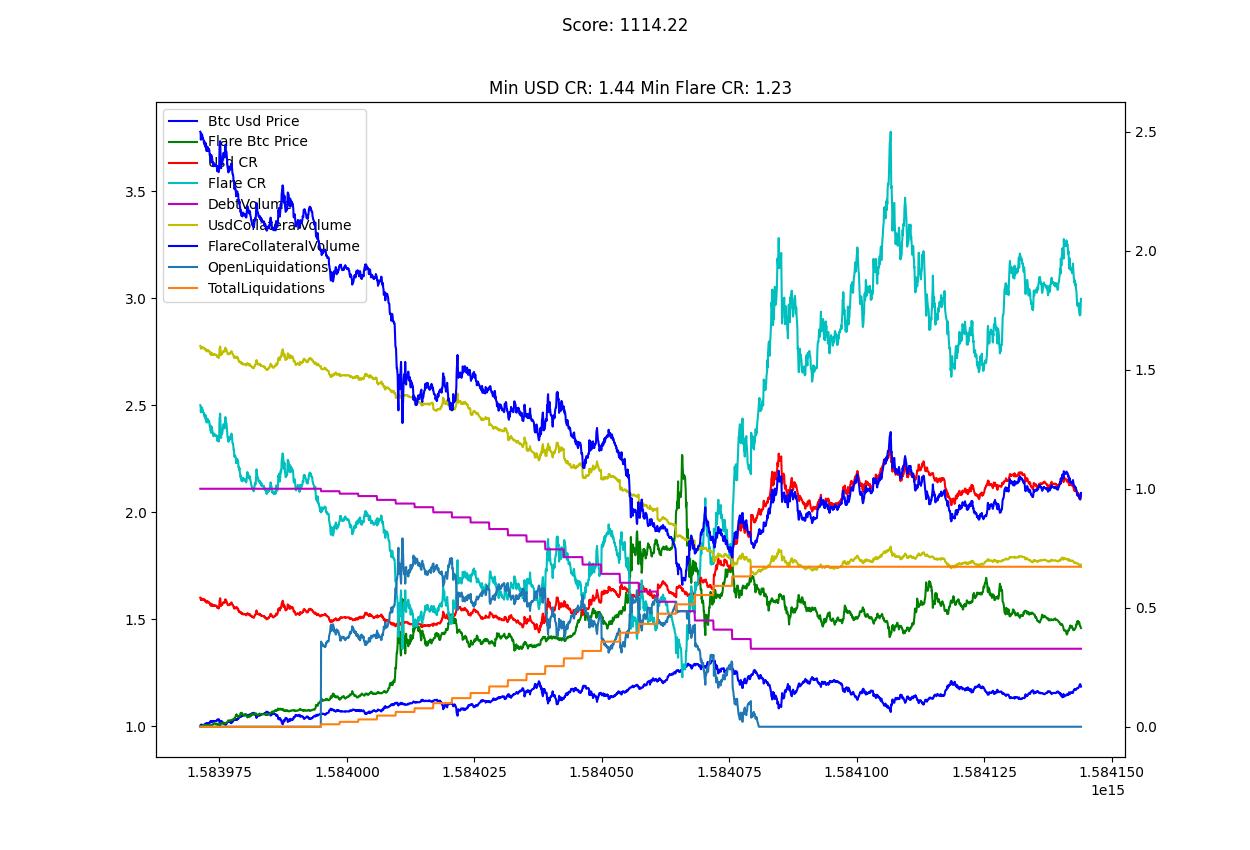 Score: 1114.22
Min USD CR: 1.44 Min Flare CR: 1.23
Btc Usd Price
Flare Btc Price
Usd CR
Flare CR
DebtVolume
UsdCollateralVolume
FlareCollateralVolume
OpenLiquidations
TotalLiquidations
3.5
3.0
2.5
2.0
1.5
1.0
2.5
2.0
1.5
1.0
0.5
0.0
1.583975
1.584000
1.584025
1.584050
1.584075
1.584100
1.584125
1.584150
1e15